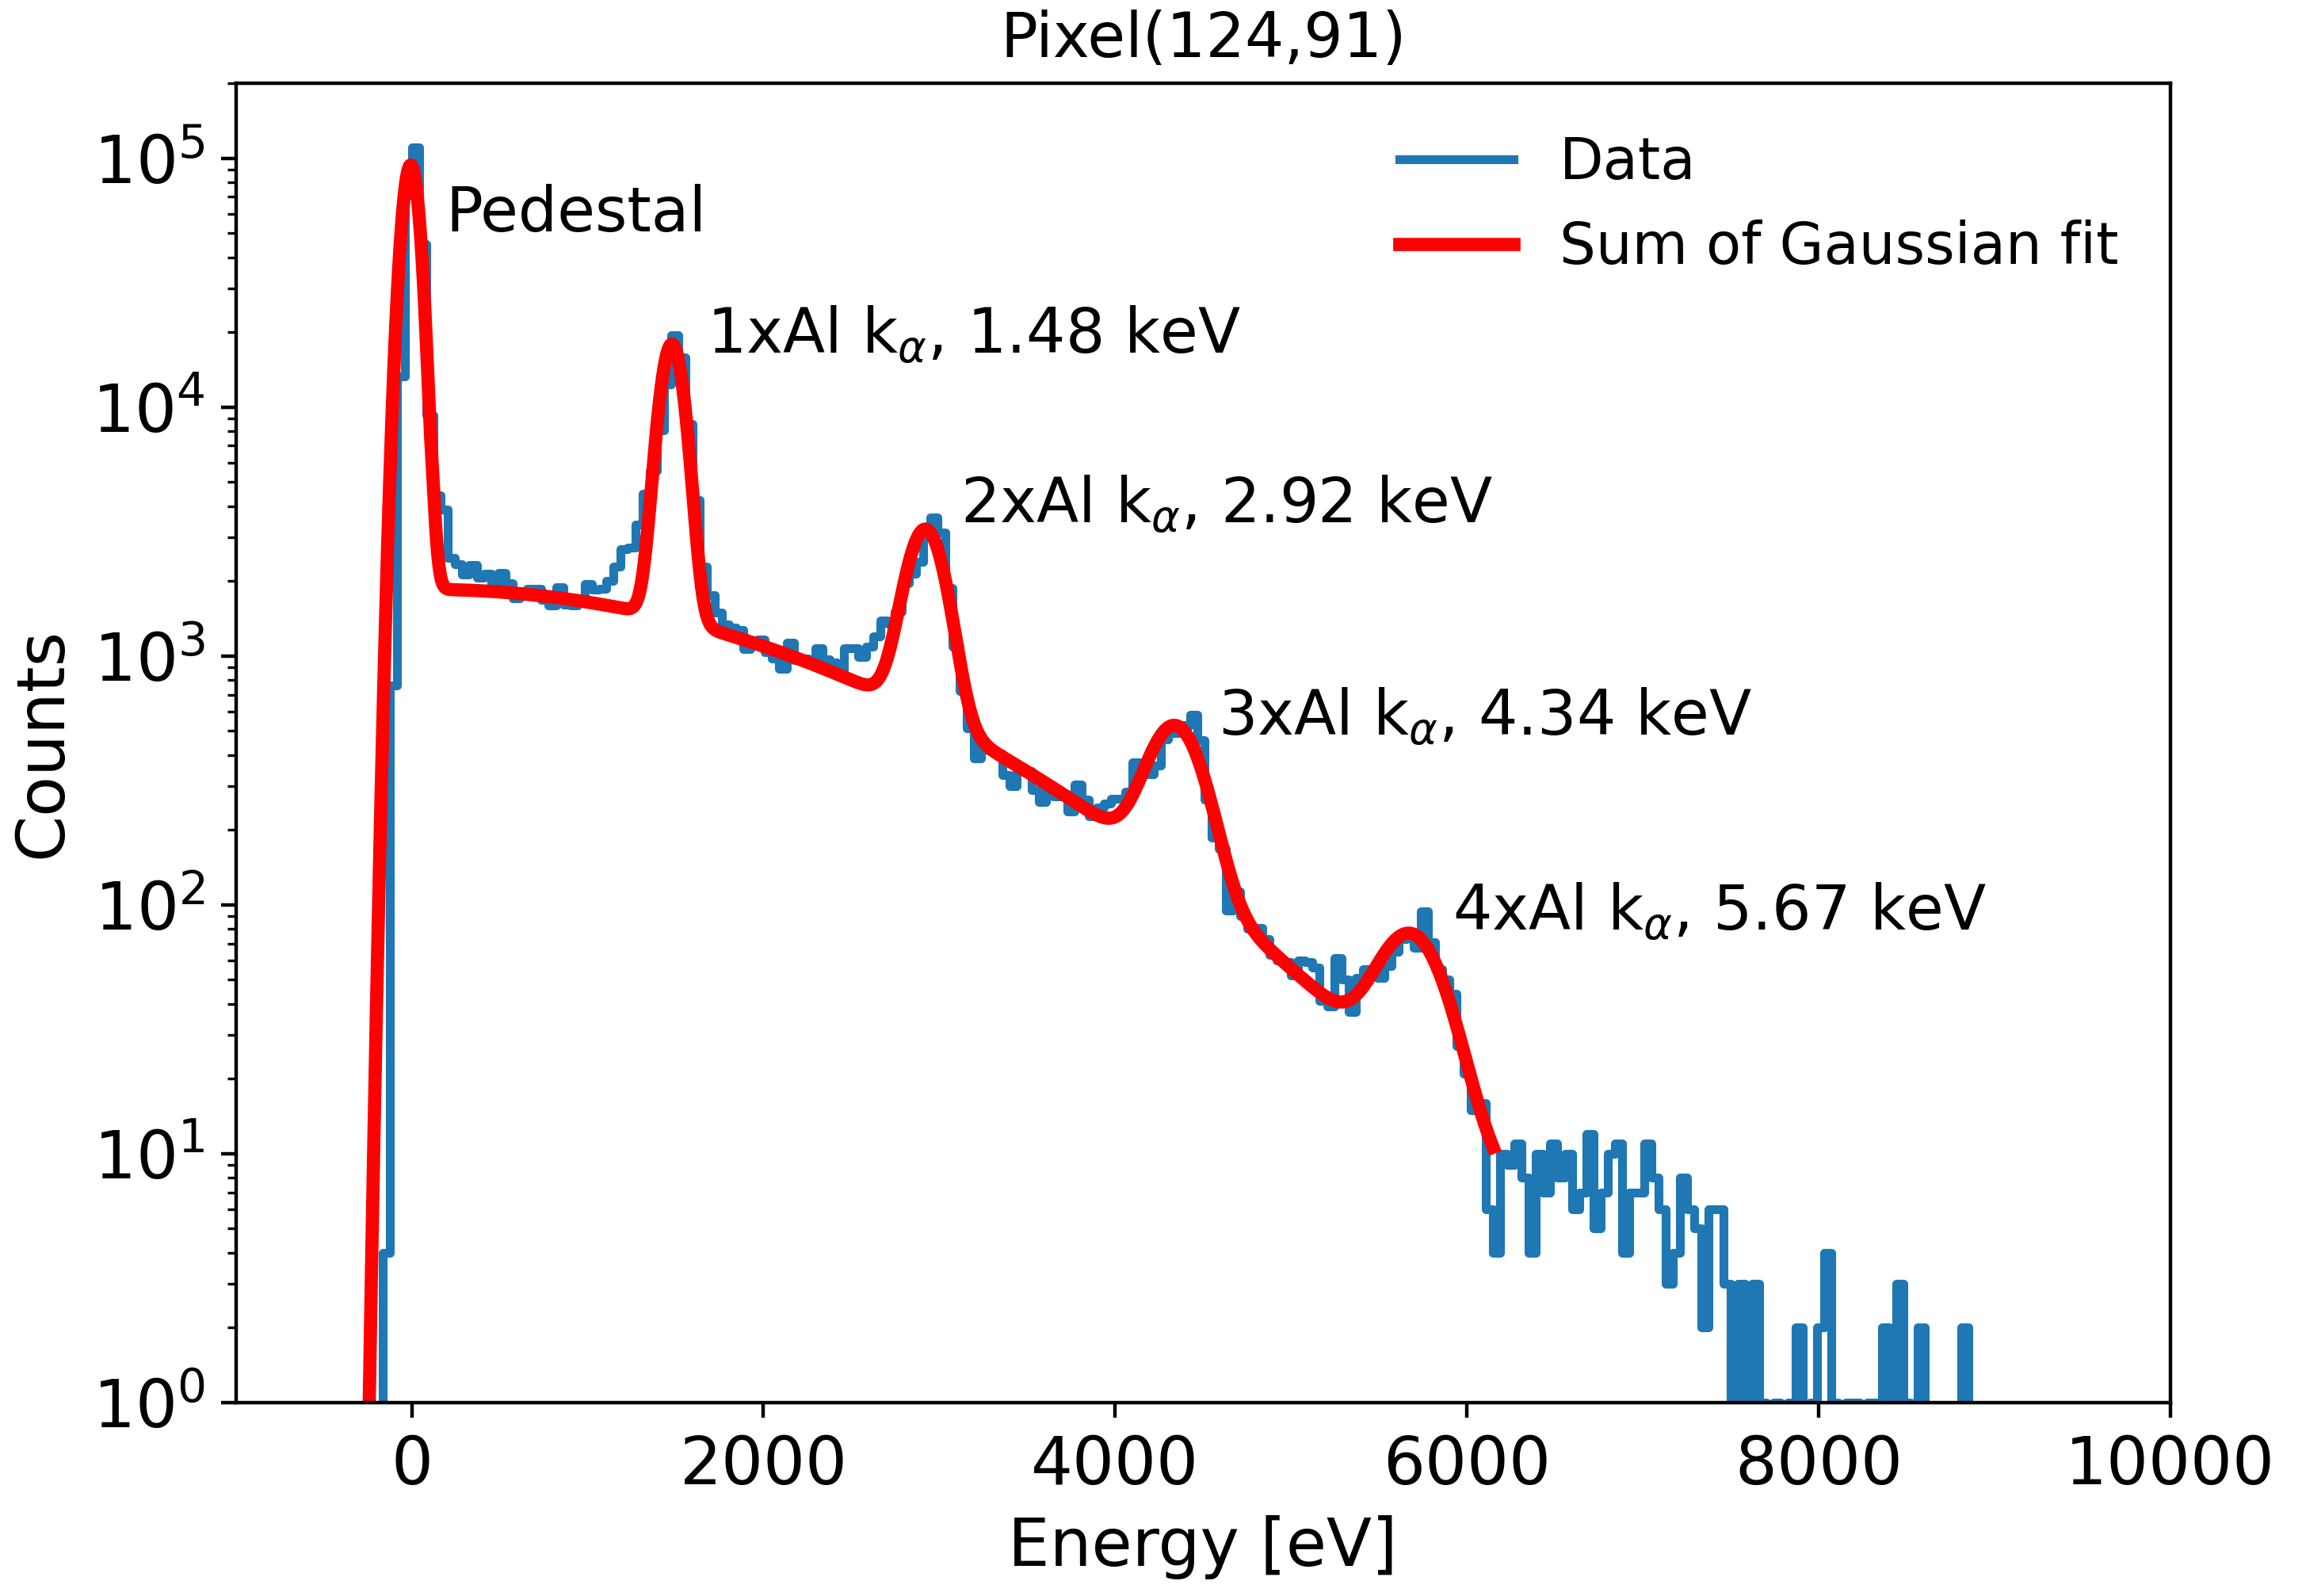 Pixel(124,91)
10⁵
10⁴
10³
10²
10¹
10⁰
Counts
Data
Sum of Gaussian fit
Pedestal
1xAl kα, 1.48 keV
2xAl kα, 2.92 keV
3xAl kα, 4.34 keV
4xAl kα, 5.67 keV
0 2000 4000 6000 8000 10000
Energy [eV]